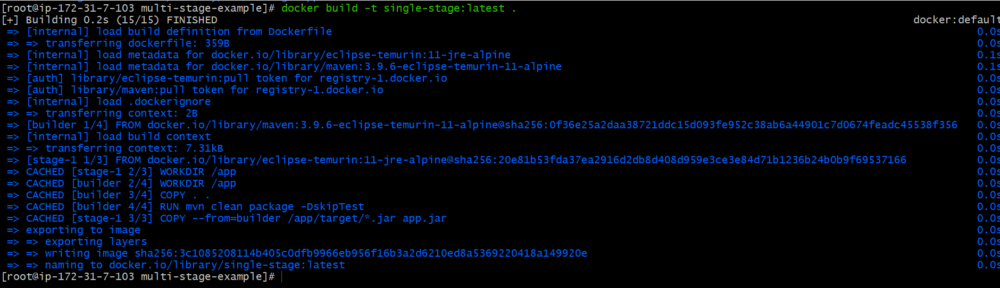 [root@ip-172-31-7-103 multi-stage-example]# docker build -t single-stage:latest .
[+] Building 0.2s (15/15) FINISHED docker:default
=> [internal] load build definition from Dockerfile 0.0s
=> => transferring dockerfile: 359B 0.0s
=> [internal] load metadata for docker.io/library/eclipse-temurin:11-jre-alpine 0.1s
=> [internal] load metadata for docker.io/library/maven:3.9.6-eclipse-temurin-11-alpine 0.1s
=> [auth] library/eclipse-temurin:pull token for registry-1.docker.io 0.0s
=> [auth] library/maven:pull token for registry-1.docker.io 0.0s
=> [internal] load .dockerignore 0.0s
=> => transferring context: 2B 0.0s
=> [builder 1/4] FROM docker.io/library/maven:3.9.6-eclipse-temurin-11-alpine@sha256:0f36e25a2daa38721ddc15d093fe952c38ab6a44901c7d0674feadc45538f356 0.0s
=> [internal] load build context 0.0s
=> => transferring context: 7.31kB 0.0s
=> [stage-1 1/3] FROM docker.io/library/eclipse-temurin:11-jre-alpine@sha256:20e81b53fda37ea2916d2db8d408d959e3ce3e84d71b1236b24b0b9f69537166 0.0s
=> CACHED [stage-1 2/3] WORKDIR /app 0.0s
=> CACHED [builder 2/4] WORKDIR /app 0.0s
=> CACHED [builder 3/4] COPY . . 0.0s
=> CACHED [builder 4/4] RUN mvn clean package -DskipTest 0.0s
=> CACHED [stage-1 3/3] COPY --from=builder /app/target/*.jar app.jar 0.0s
=> exporting to image 0.0s
=> => exporting layers 0.0s
=> => writing image sha256:3c1085208114b405c0dfb9966eb956f16b3a2d6210ed8a5369220418a149920e 0.0s
=> => naming to docker.io/library/single-stage:latest 0.0s
[root@ip-172-31-7-103 multi-stage-example]#